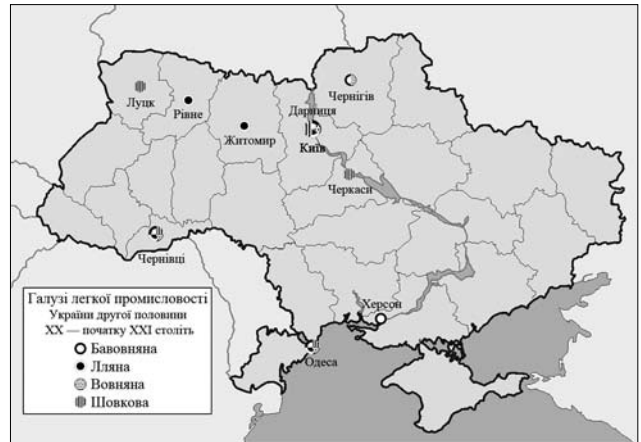 Луцк
Рівне
Житомир
Дарниця
Київ
Чернігів
Черкаси
Чернівці
Херсон
Одеса
Галузі легкої промисловості
України другої половини
XX — початку XXI століть
Бавовняна
Лляна
Вовняна
Шовкова